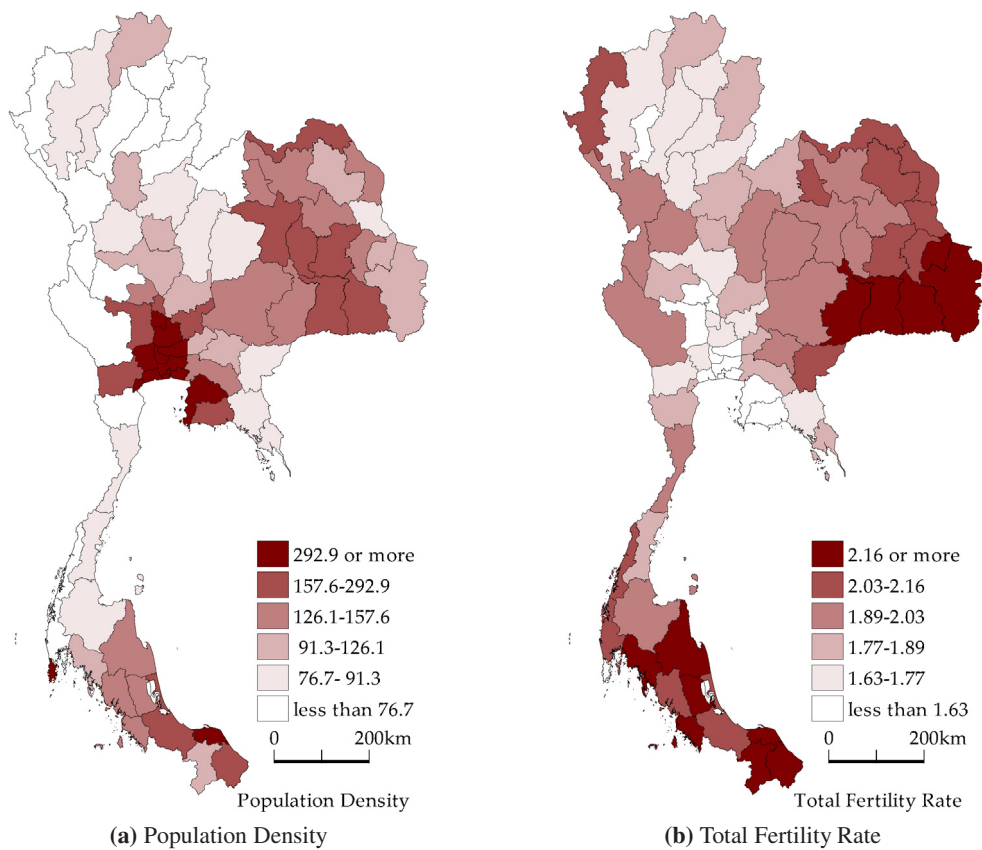 292.9 or more
157.6-292.9
126.1-157.6
91.3-126.1
76.7- 91.3
less than 76.7
0 200km
Population Density
(a) Population Density
2.16 or more
2.03-2.16
1.89-2.03
1.77-1.89
1.63-1.77
less than 1.63
0 200km
Total Fertility Rate
(b) Total Fertility Rate